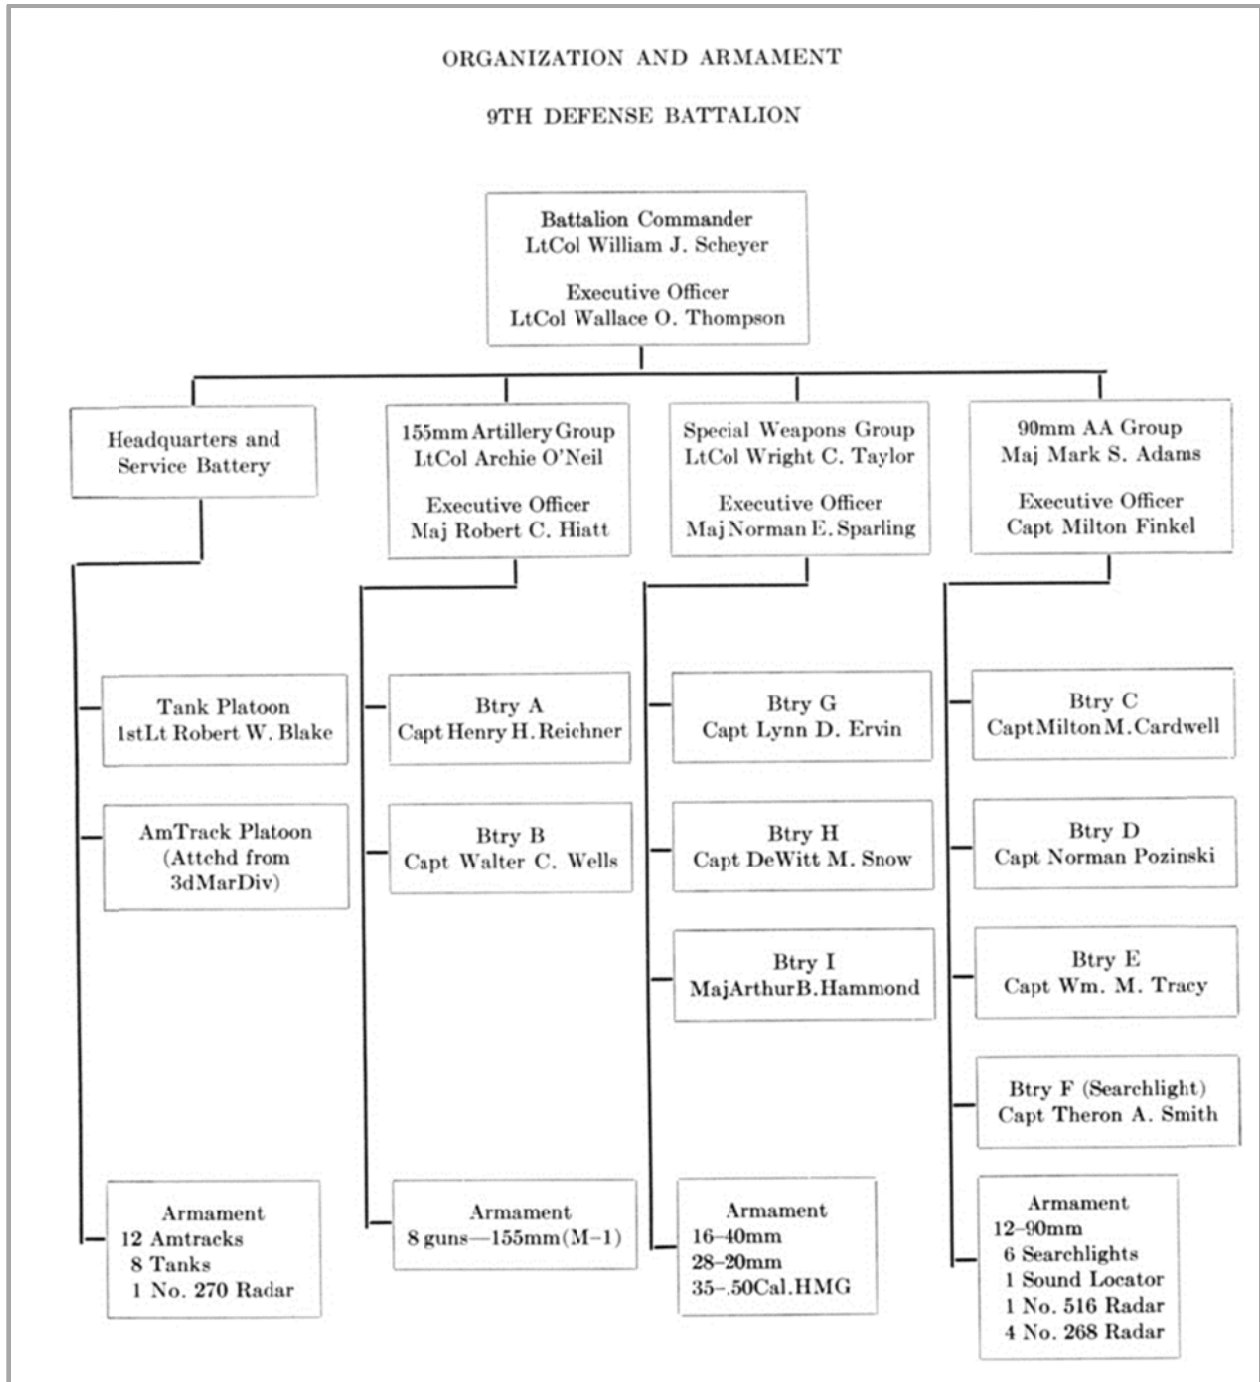 ORGANIZATION AND ARMAMENT
9TH DEFENSE BATTALION
Battalion Commander
LtCol William J. Scheyer
Executive Officer
LtCol Wallace O. Thompson
Headquarters and
Service Battery
155mm Artillery Group
LtCol Archie O'Neil
Executive Officer
Maj Robert C. Hiatt
Special Weapons Group
LtCol Wright C. Taylor
Executive Officer
Maj Norman E. Sparling
90mm AA Group
Maj Mark S. Adams
Executive Officer
Capt Milton Finkel
Tank Platoon
1stLt Robert W. Blake
AmTrack Platoon
(Attchd from
3dMarDiv)
Armament
12 Amtracks
8 Tanks
1 No. 270 Radar
Btry A
Capt Henry H. Reichner
Btry B
Capt Walter C. Wells
Armament
8 guns—155mm(M-1)
Btry G
Capt Lynn D. Ervin
Btry H
Capt DeWitt M. Snow
Btry I
Maj Arthur B. Hammond
Armament
16-40mm
28-20mm
35-.50Cal.HMG
Btry C
Capt Milton M. Cardwell
Btry D
Capt Norman Pozinski
Btry E
Capt Wm. M. Tracy
Btry F (Searchlight)
Capt Theron A. Smith
Armament
12-90mm
6 Searchlights
1 Sound Locator
1 No. 516 Radar
4 No. 268 Radar